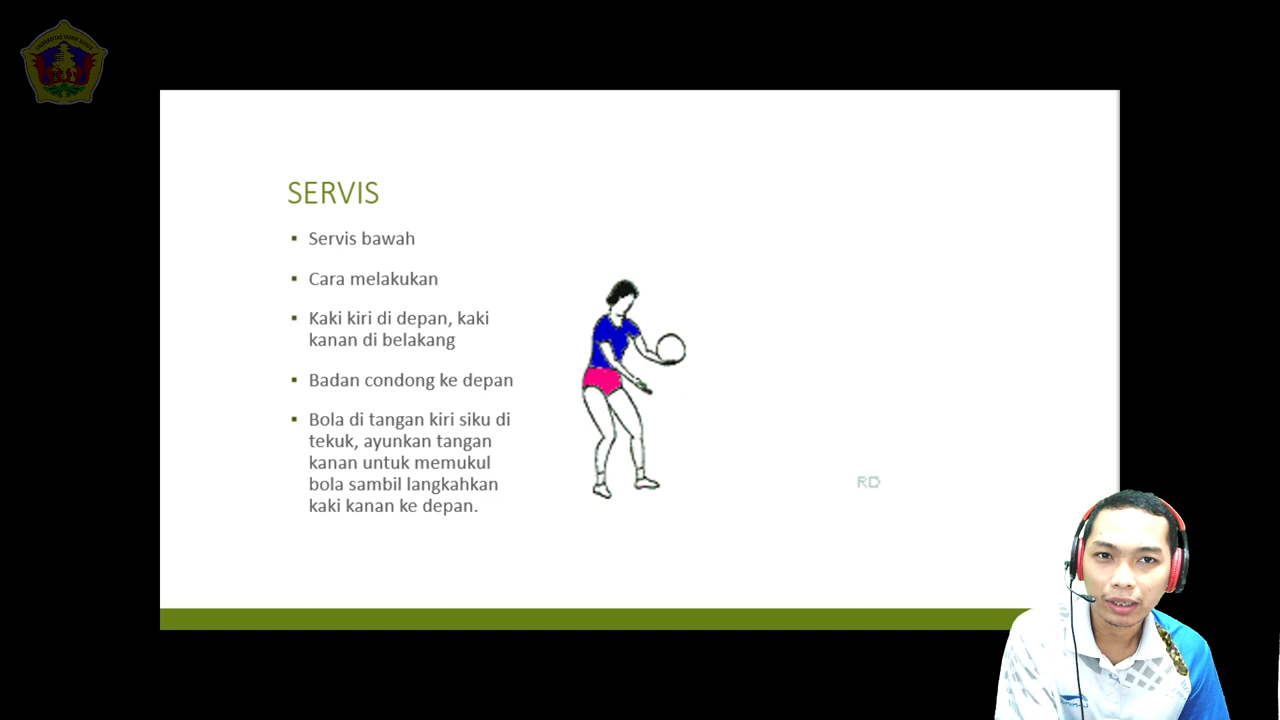 SERVIS
▪ Servis bawah
▪ Cara melakukan
▪ Kaki kiri di depan, kaki
kanan di belakang
▪ Badan condong ke depan
▪ Bola di tangan kiri siku di
tekuk, ayunkan tangan
kanan untuk memukul
bola sambil langkahkan
kaki kanan ke depan.
RD